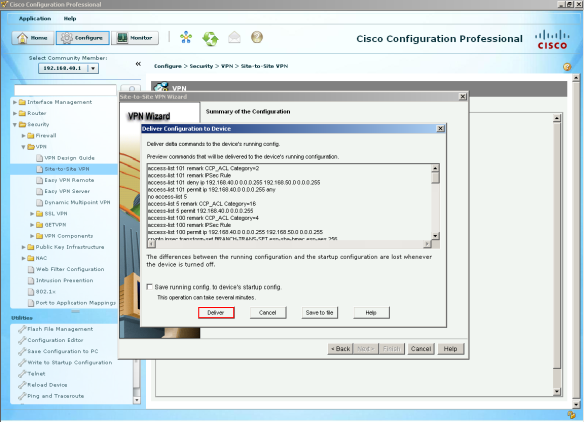 Cisco Configuration Professional
Application Help
Home Configure Monitor
Cisco Configuration Professional
CISCO
Select Community Member:
192.168.40.1
Configure > Security > VPN > Site-to-Site VPN
VPN
Interface Management
Router
Security
Firewall
VPN
VPN Design Guide
Site-to-Site VPN
Easy VPN Remote
Easy VPN Server
Dynamic Multipoint VPN
SSL VPN
GETVPN
VPN Components
Public Key Infrastructure
NAC
Web Filter Configuration
Intrusion Prevention
802.1x
Port to Application Mappings
Utilities
Flash File Management
Configuration Editor
Save Configuration to PC
Write to Startup Configuration
Telnet
Reload Device
Ping and Traceroute
Site-to-Site VPN Wizard
VPN Wizard
Summary of the Configuration
Deliver Configuration to Device
Deliver delta commands to the device's running config.
Preview commands that will be delivered to the device's running configuration.
access-list 101 remark CCP_ACL Category=2
access-list 101 remark IPSec Rule
access-list 101 deny ip 192.168.40.0 0.0.0.255 192.168.50.0 0.0.0.255
access-list 101 permit ip 192.168.40.0 0.0.0.255 any
no access-list 5
access-list 5 remark CCP_ACL Category=16
access-list 5 permit 192.168.40.0 0.0.0.255
access-list 100 remark CCP_ACL Category=4
access-list 100 remark IPSec Rule
access-list 100 permit ip 192.168.40.0 0.0.0.255 192.168.50.0 0.0.0.255
The differences between the running configuration and the startup configuration are lost whenever
the device is turned off.
Save running config. to device's startup config.
This operation can take several minutes.
Deliver Cancel Save to file Help
< Back Next > Finish Cancel Help